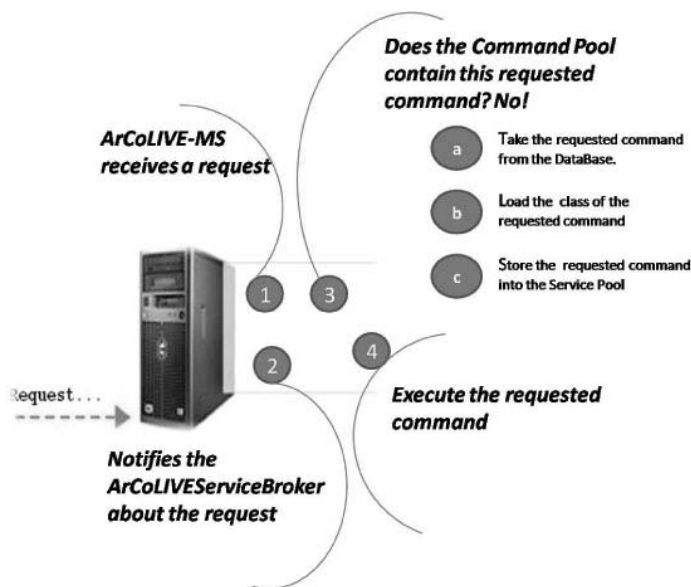 Does the Command Pool
contain this requested
command? No!
ArCoLIVE-MS
receives a request
a
Take the requested command
from the DataBase.
b
Load the class of the
requested command
c
Store the requested command
into the Service Pool
1
3
2
4
Request...
Execute the requested
command
Notifies the
ArCoLIVEServiceBroker
about the request